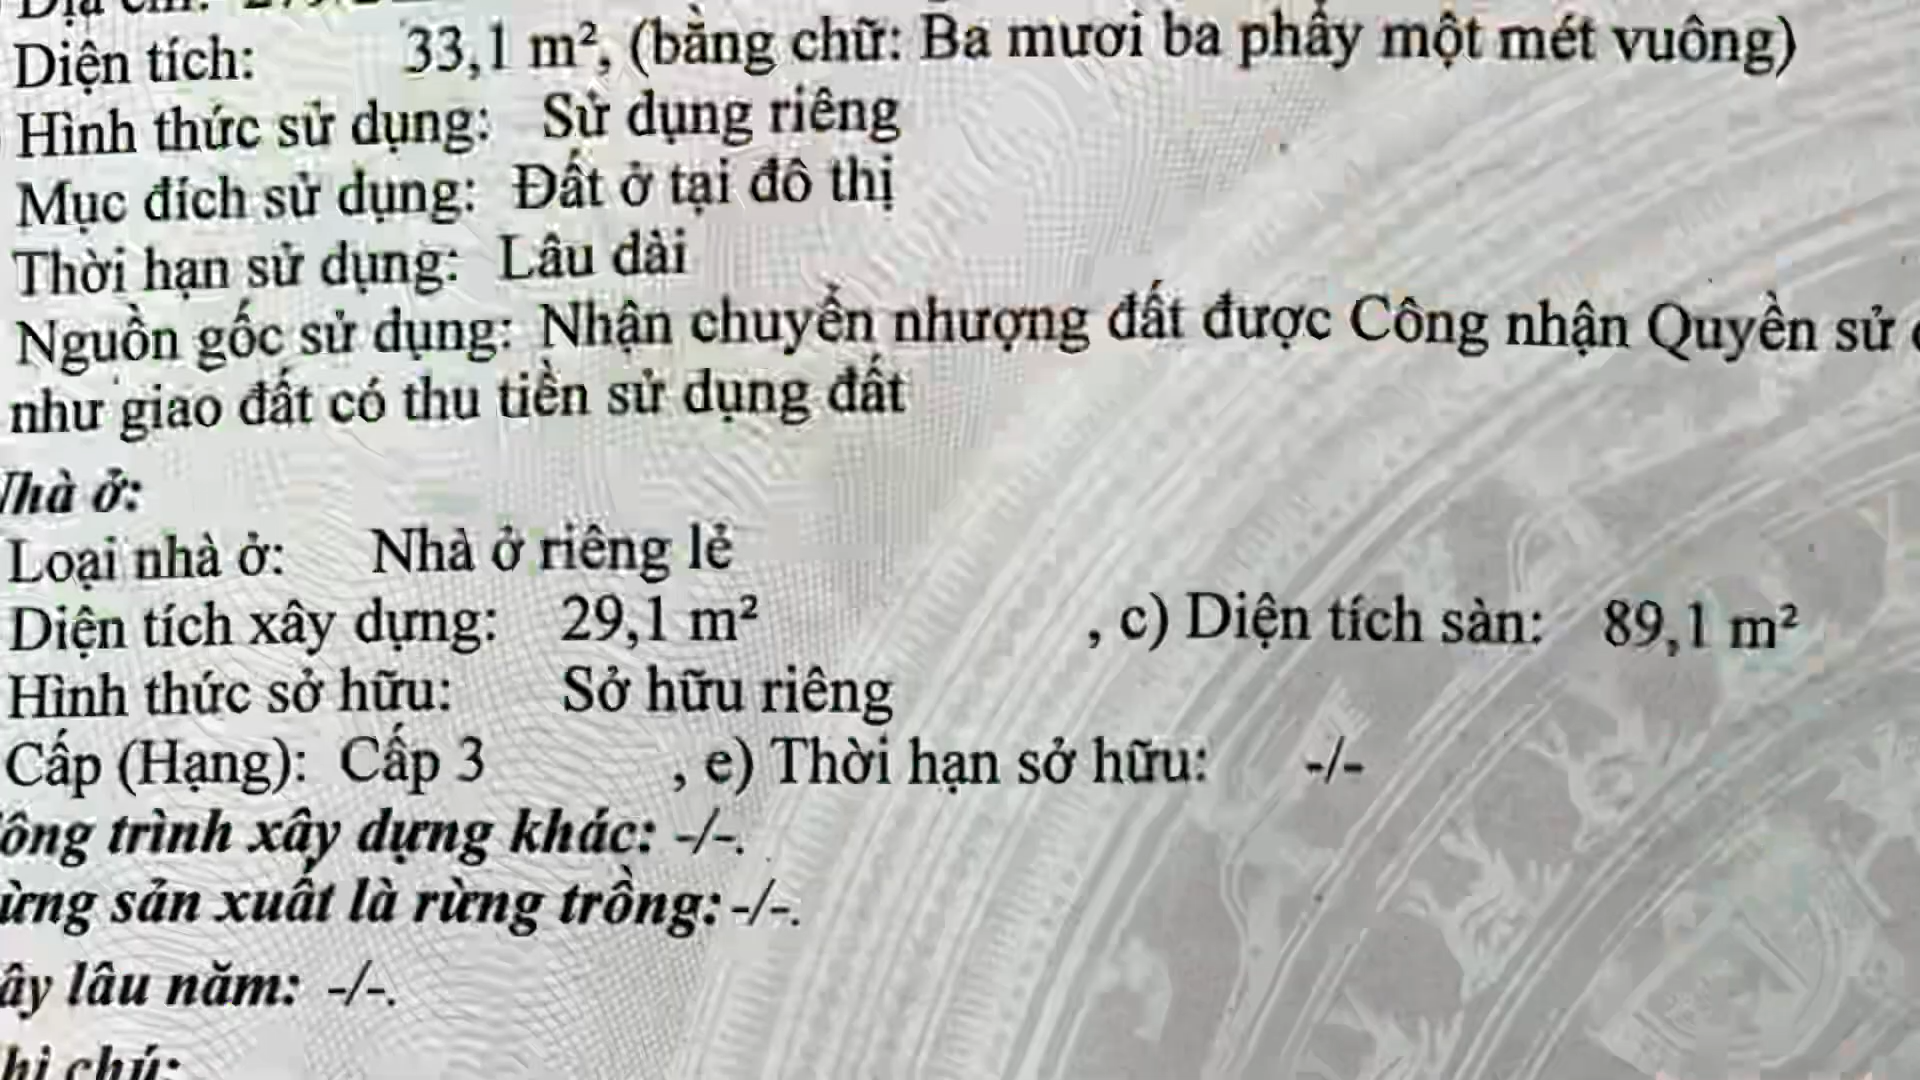 Địa chỉ:
Diện tích: 33,1 m², (bằng chữ: Ba mươi ba phẩy một mét vuông)
Hình thức sử dụng: Sử dụng riêng
Mục đích sử dụng: Đất ở tại đô thị
Thời hạn sử dụng: Lâu dài
Nguồn gốc sử dụng: Nhận chuyển nhượng đất được Công nhận Quyền sử
như giao đất có thu tiền sử dụng đất
Nhà ở:
Loại nhà ở: Nhà ở riêng lẻ
Diện tích xây dựng: 29,1 m² , c) Diện tích sàn: 89,1 m²
Hình thức sở hữu: Sở hữu riêng
Cấp (Hạng): Cấp 3 , e) Thời hạn sở hữu: -/-
ông trình xây dựng khác: -/-.
ừng sản xuất là rừng trồng: -/-.
ây lâu năm: -/-.
hi chú: